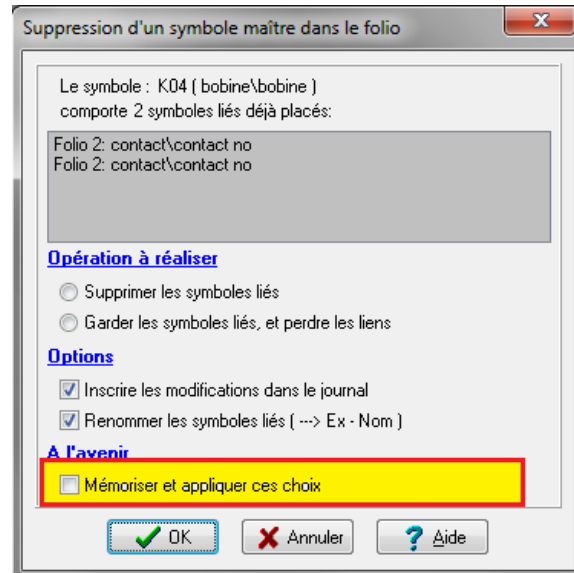 Suppression d'un symbole maître dans le folio
Le symbole : K04 ( bobine\bobine )
comporte 2 symboles liés déjà placés:
Folio 2: contact\contact no
Folio 2: contact\contact no
Opération à réaliser
Supprimer les symboles liés
Garder les symboles liés, et perdre les liens
Options
Inscrire les modifications dans le journal
Renommer les symboles liés ( ---> Ex - Nom )
A l'avenir
Mémoriser et appliquer ces choix
OK
Annuler
Aide